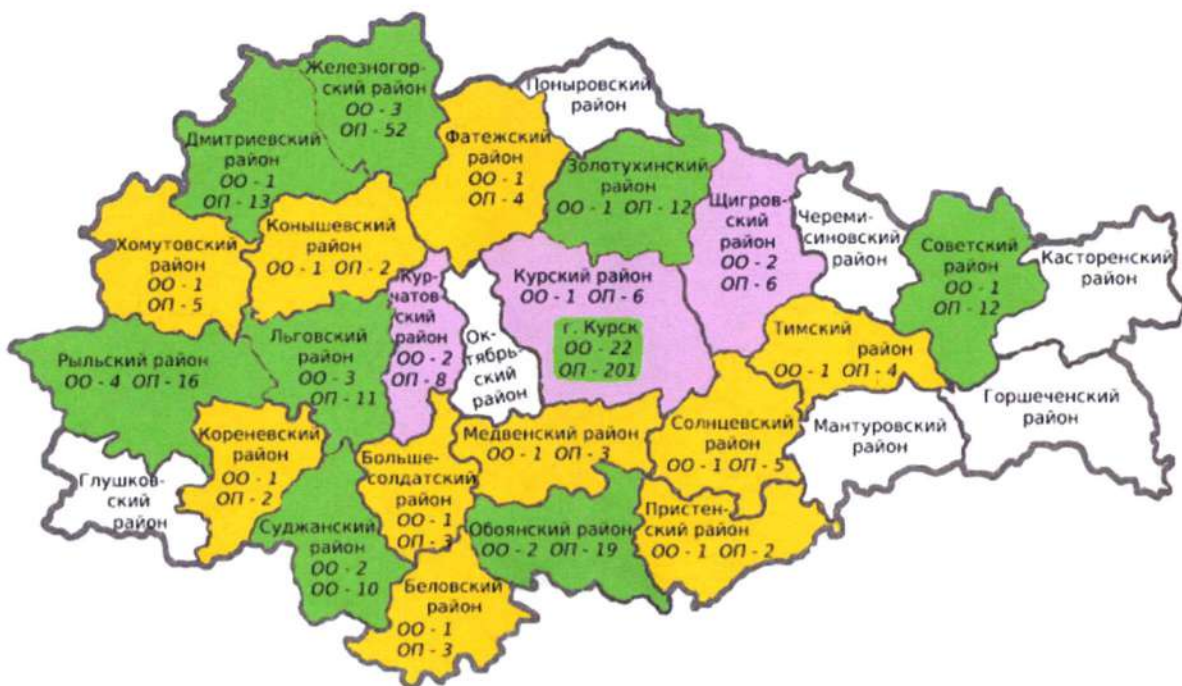 Железногор-
ский район
ОО - 3
ОП - 52
Поныровский
район
Дмитриевский
район
ОО - 1
ОП - 13
Фатежский
район
ОО - 1
ОП - 4
Золотухинский
район
ОО - 1 ОП - 12
Щигров-
ский
район
ОО - 2
ОП - 6
Череми-
синовский
район
Советский
район
ОО - 1
ОП - 12
Касторенский
район
Хомутовский
район
ОО - 1
ОП - 5
Конышевский
район
ОО - 1 ОП - 2
Кур-
чатов-
ский
район
ОО - 2
ОП - 8
Ок-
тябрь-
ский
район
Курский район
ОО - 1 ОП - 6
г. Курск
ОО - 22
ОП - 201
Тимский
район
ОО - 1 ОП - 4
Рыльский район
ОО - 4 ОП - 16
Льговский
район
ОО - 3
ОП - 11
Горшеченский
район
Мантуровский
район
Солнцевский
район
ОО - 1 ОП - 5
Медвенский район
ОО - 1 ОП - 3
Кореневский
район
ОО - 1
ОП - 2
Больше-
солдатский
район
ОО - 1
ОП - 3
Глушков-
ский
район
Суджанский
район
ОО - 2
ОО - 10
Обоянский район
ОО - 2 ОП - 19
Пристен-
ский район
ОО - 1 ОП - 2
Беловский
район
ОО - 1
ОП - 3